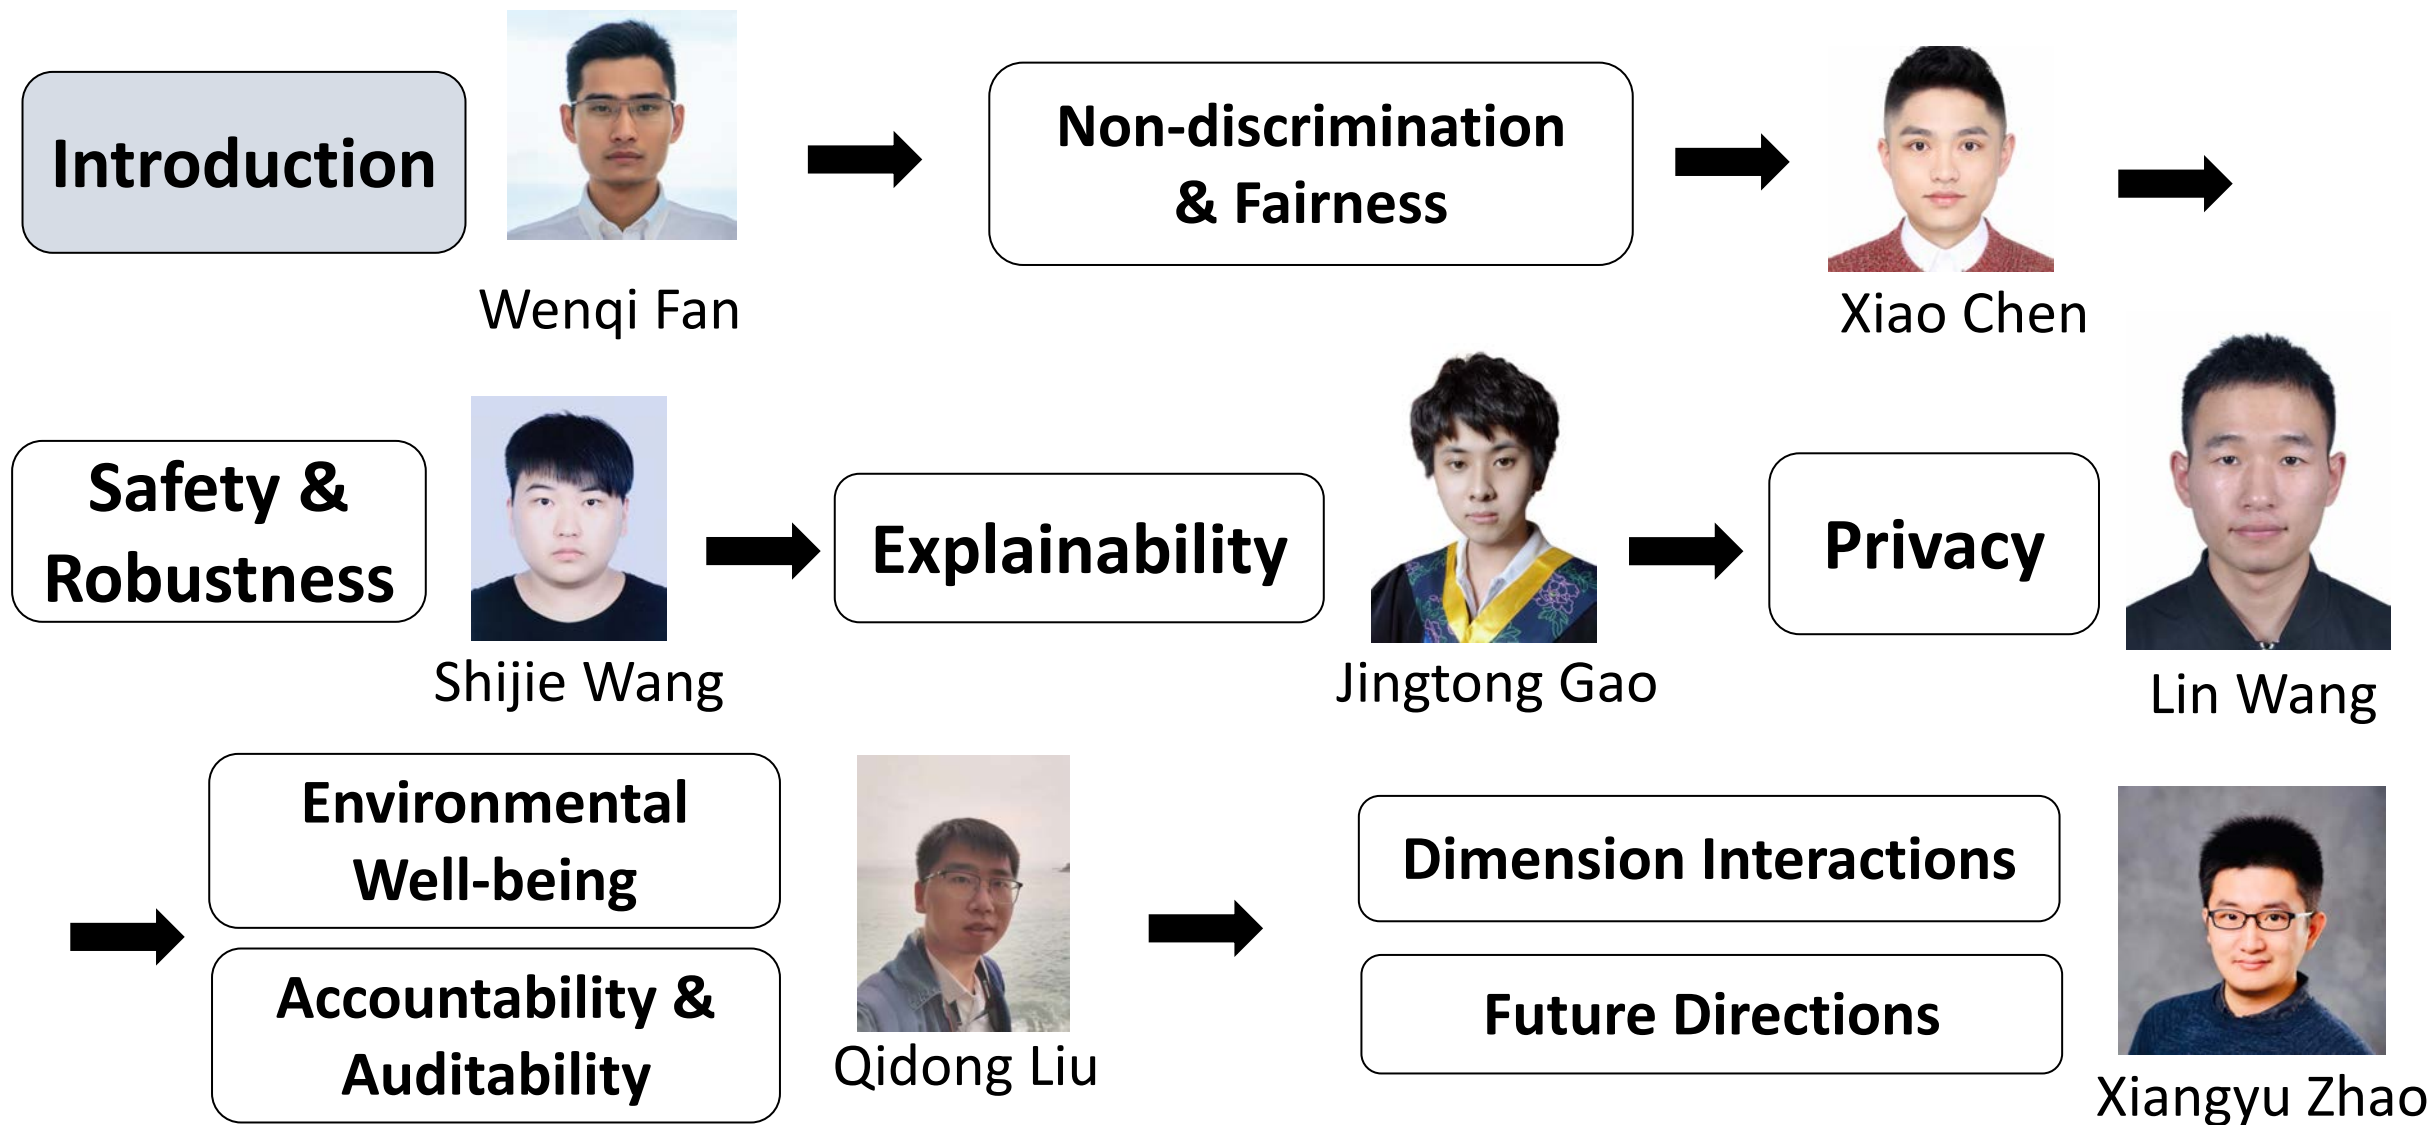 Introduction
Wenqi Fan
Non-discrimination
& Fairness
Xiao Chen
Safety &
Robustness
Shijie Wang
Explainability
Jingtong Gao
Privacy
Lin Wang
Environmental
Well-being
Accountability &
Auditability
Qidong Liu
Dimension Interactions
Future Directions
Xiangyu Zhao